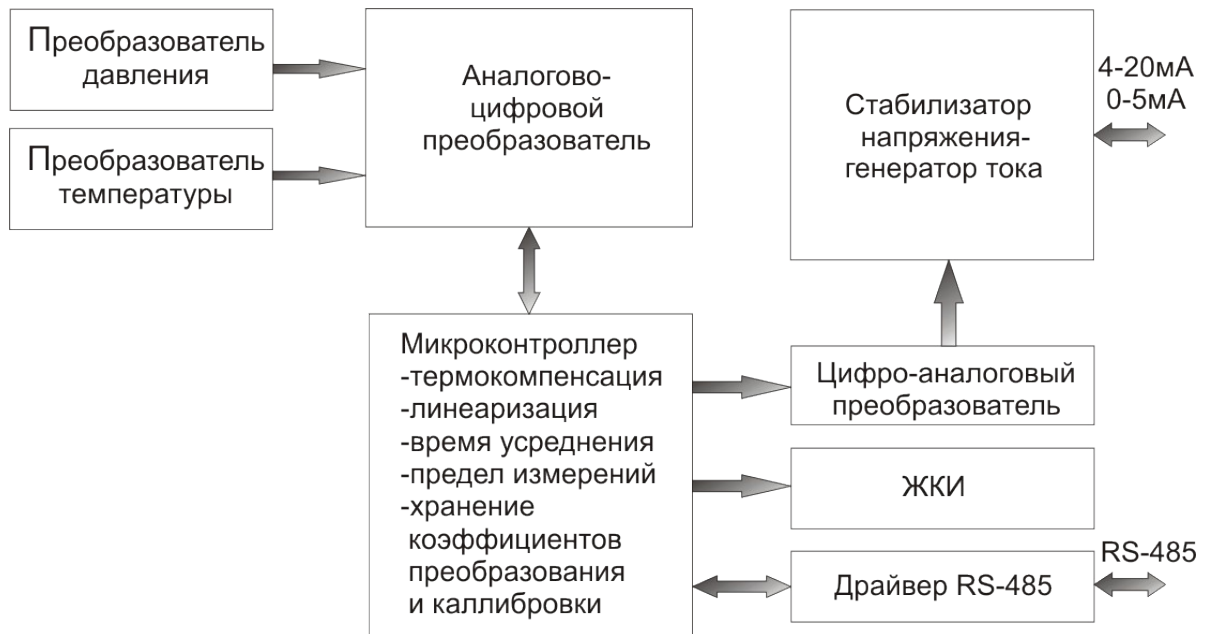 Преобразователь
давления
Преобразователь
температуры
Аналогово-
цифровой
преобразователь
Стабилизатор
напряжения-
генератор тока
4-20мА
0-5мА
Микроконтроллер
-термокомпенсация
-линеаризация
-время усреднения
-предел измерений
-хранение
коэффициентов
преобразования
и каллибровки
Цифро-аналоговый
преобразователь
ЖКИ
Драйвер RS-485
RS-485